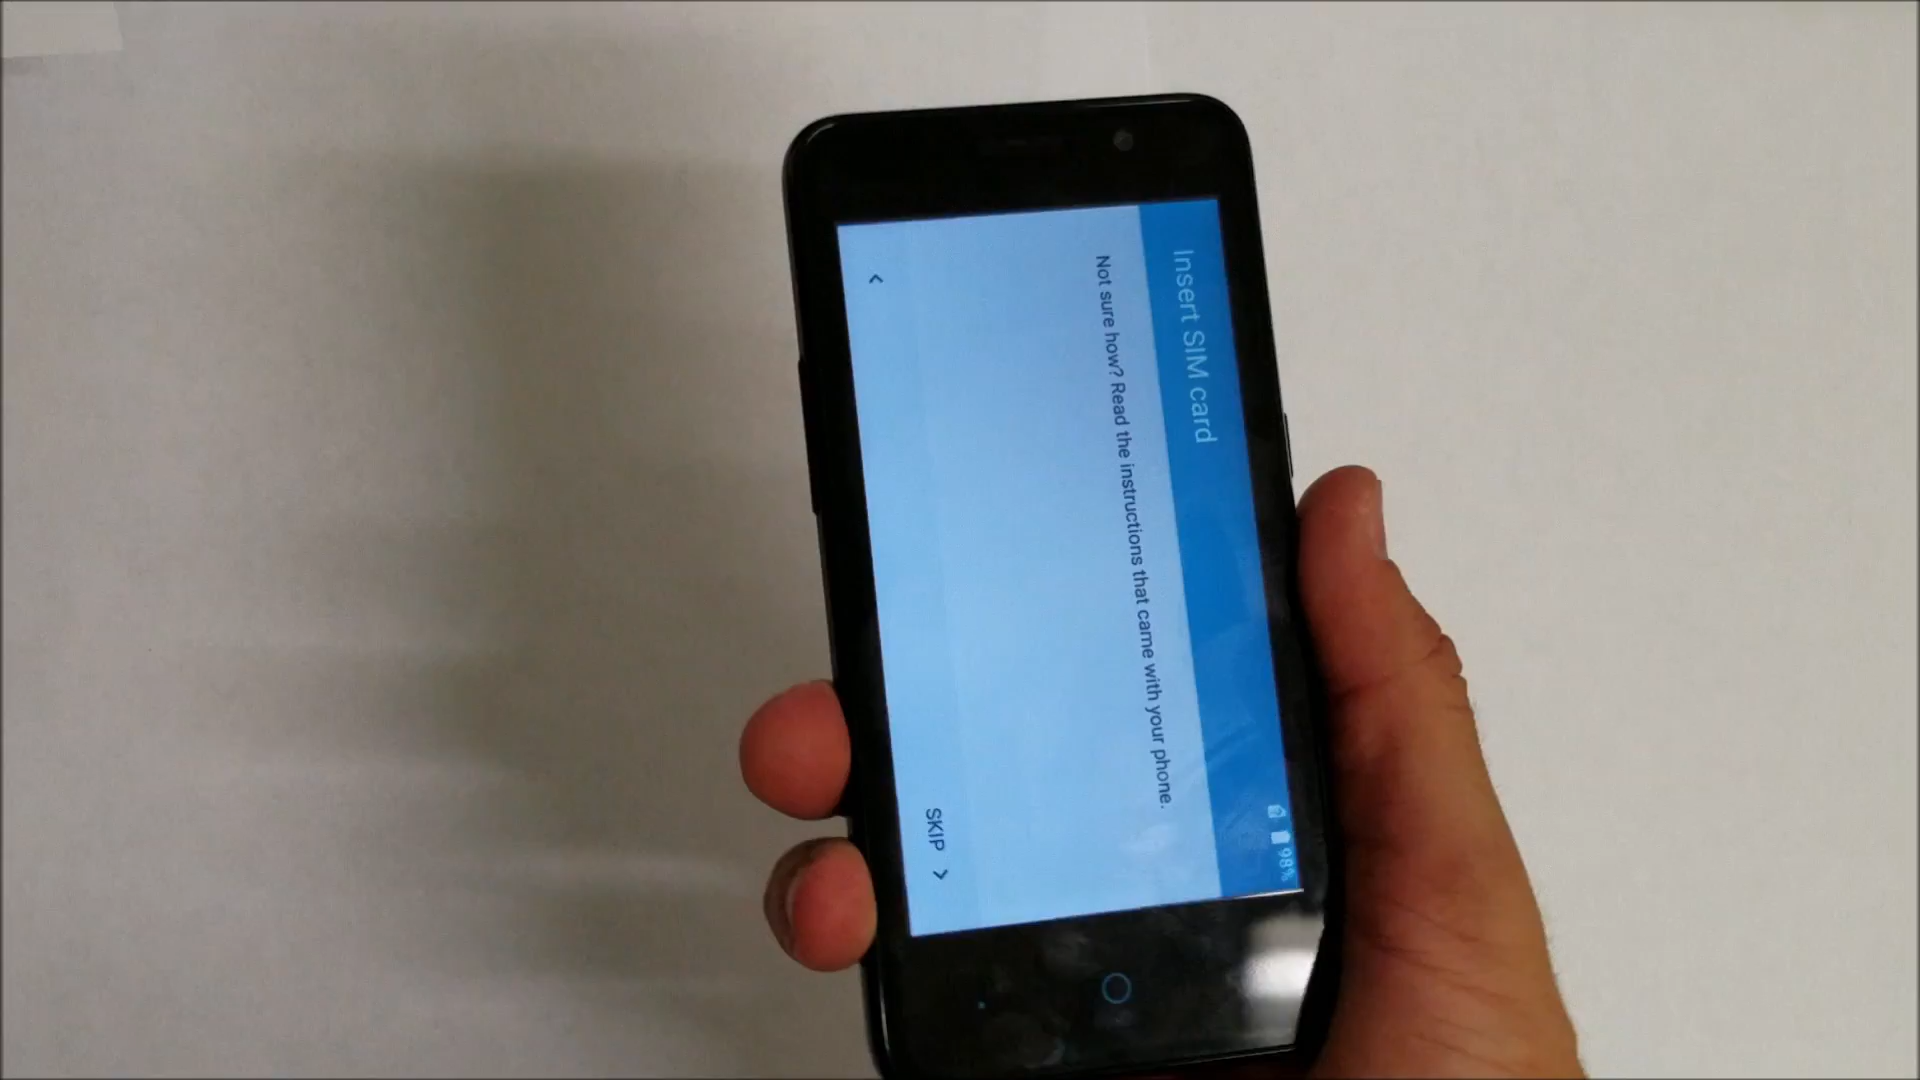 98%
Insert SIM card
Not sure how? Read the instructions that came with your phone.
SKIP